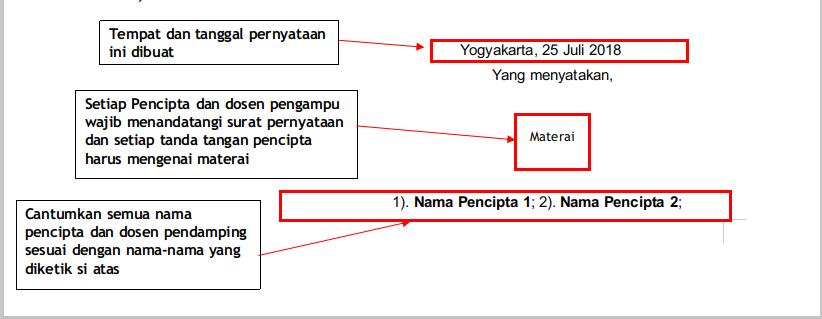 Tempat dan tanggal pernyataan
ini dibuat
Yogyakarta, 25 Juli 2018
Yang menyatakan,
Setiap Pencipta dan dosen pengampu
wajib menandatangi surat pernyataan
dan setiap tanda tangan pencipta
harus mengenai materai
Materai
1). Nama Pencipta 1; 2). Nama Pencipta 2;
Cantumkan semua nama
pencipta dan dosen pendamping
sesuai dengan nama-nama yang
diketik si atas